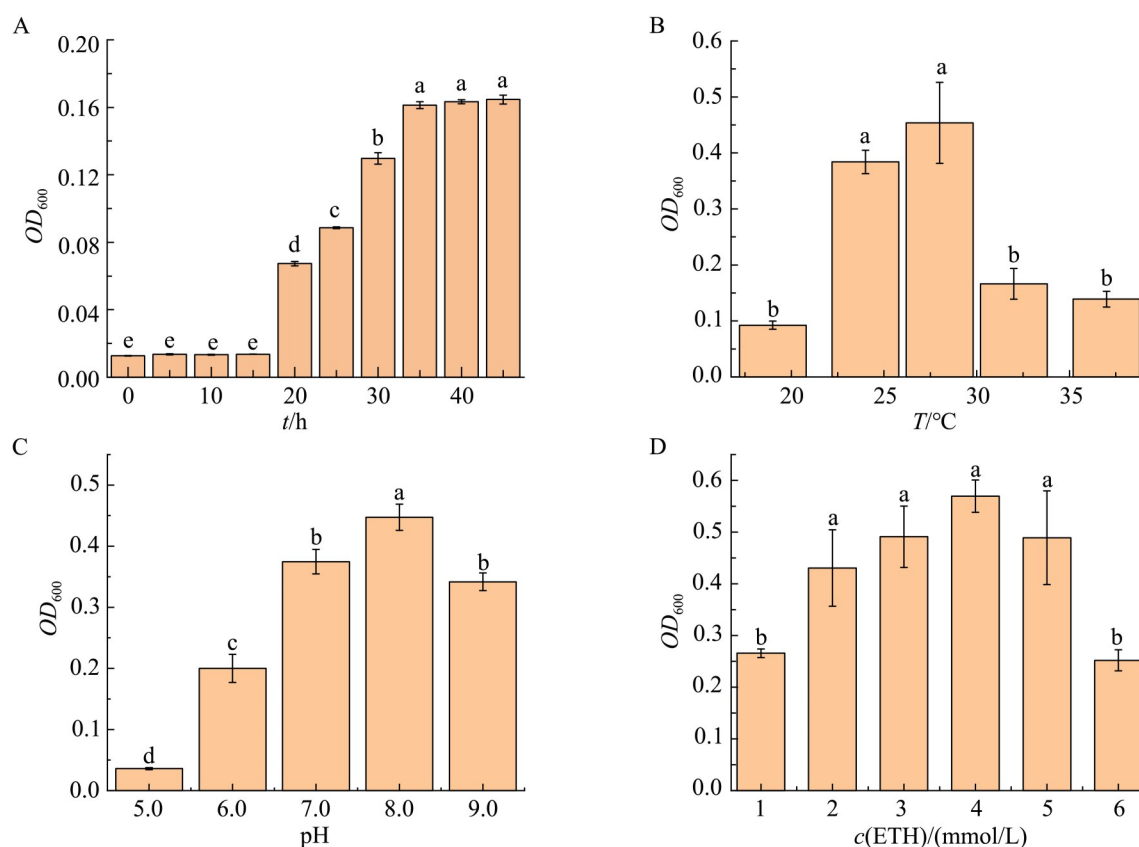 A
0.20
0.16
0.12
0.08
0.04
0.00
OD600
e e e e d c b a a a
0 10 20 30 40
t/h
B
0.6
0.5
0.4
0.3
0.2
0.1
0.0
OD600
b a a b b
20 25 30 35
T/°C
C
0.5
0.4
0.3
0.2
0.1
0.0
OD600
d c b a b
5.0 6.0 7.0 8.0 9.0
pH
D
0.6
0.5
0.4
0.3
0.2
0.1
0.0
OD600
b a a a a b
1 2 3 4 5 6
c(ETH)/(mmol/L)